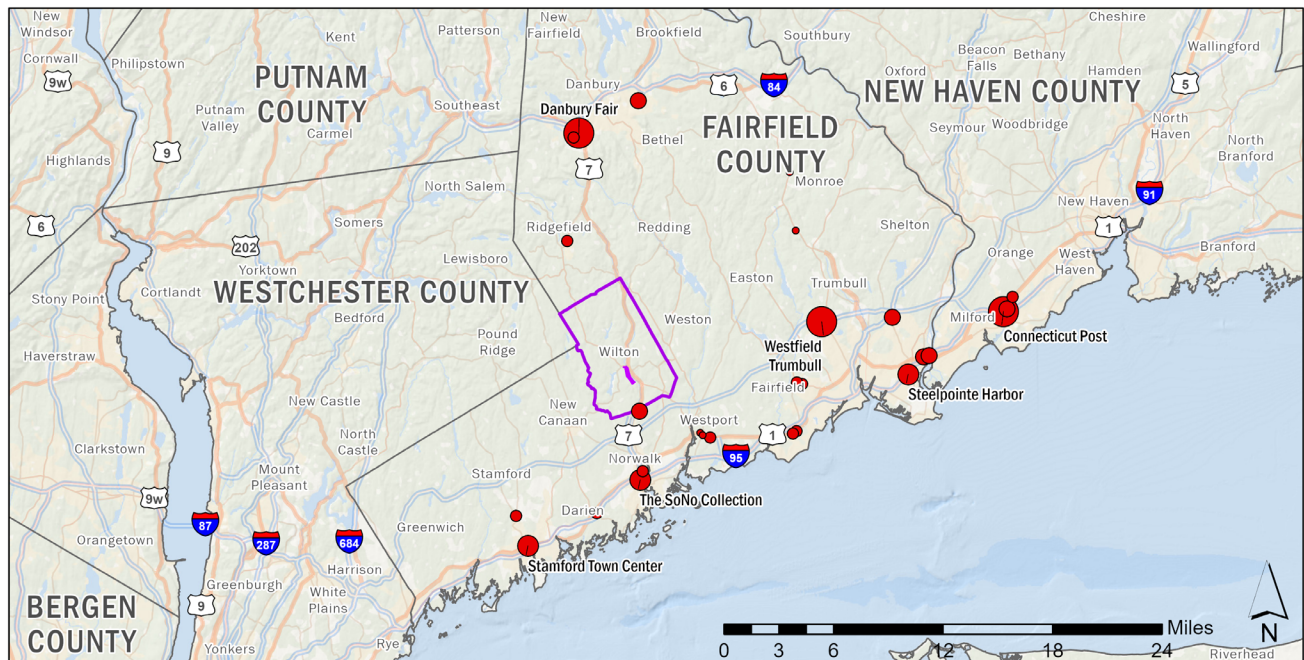 New
Windsor
Cornwall
9w
Philipstown
Kent
Patterson
PUTNAM
COUNTY
Putnam
Valley
Carmel
Southeast
Highlands
9
6
New
Fairfield
Brookfield
Danbury
Danbury Fair
Bethel
7
6
84
Southbury
FAIRFIELD
COUNTY
Monroe
Oxford
Beacon
Falls
Bethany
Cheshire
Hamden
Wallingford
5
NEW HAVEN COUNTY
Seymour
Woodbridge
North
Haven
North
Branford
91
New Haven
1
West
Haven
Branford
Orange
Shelton
North Salem
Somers
202
Yorktown
Cortlandt
Lewisboro
WESTCHESTER COUNTY
Bedford
Pound
Ridge
Stony Point
Haverstraw
Ridgefield
Redding
Easton
Trumbull
Weston
Wilton
Westfield
Trumbull
Milford
Connecticut Post
Fairfield
Steelpointe Harbor
New
Canaan
Westport
1
95
7
Norwalk
The SoNo Collection
Stamford
Darien
Greenwich
Stamford Town Center
New Castle
North
Castle
Mount
Pleasant
Clarkstown
9w
87
287
684
Orangetown
Greenburgh
Harrison
White
Plains
9
BERGEN
COUNTY
Yonkers
Rye
Miles
0
3
6
12
18
24
N
Riverhead